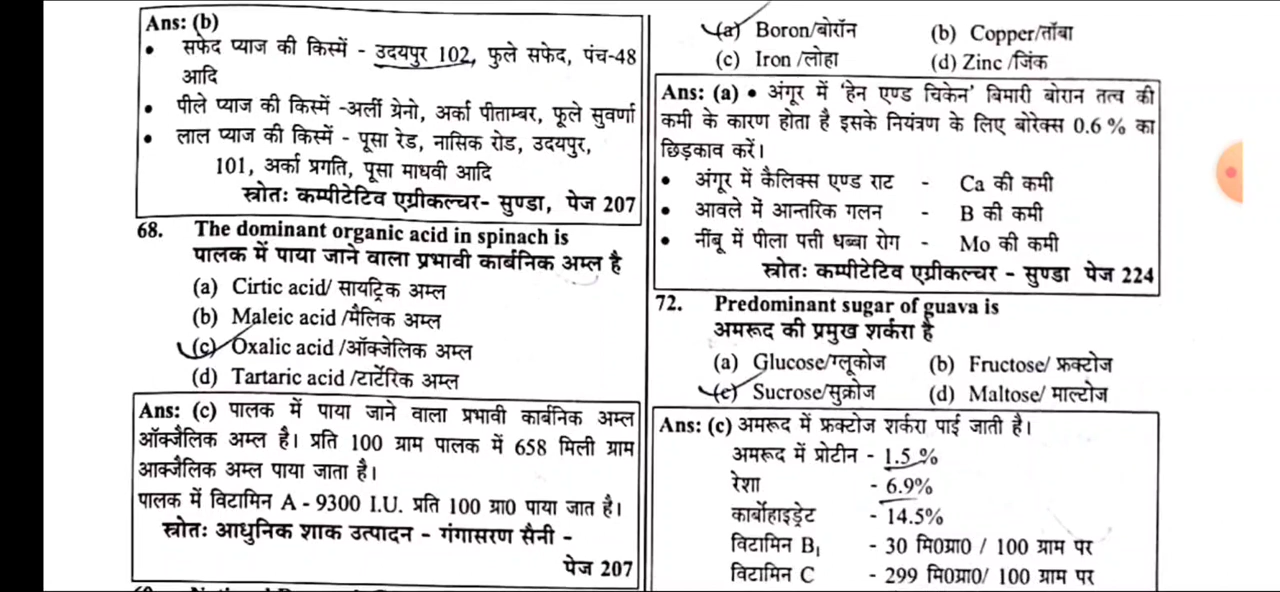 Ans: (b)
• सफेद प्याज की किस्में - उदयपुर 102, फुले सफेद, पंच-48
आदि
• पीले प्याज की किस्में -अर्ली ग्रेनो, अर्का पीताम्बर, फूले सुवर्णा
• लाल प्याज की किस्में - पूसा रेड, नासिक रोड, उदयपुर,
101, अर्का प्रगति, पूसा माधवी आदि
स्त्रोतः कम्पीटेटिव एग्रीकल्चर- सुण्डा, पेज 207
68. The dominant organic acid in spinach is
पालक में पाया जाने वाला प्रभावी कार्बनिक अम्ल है
(a) Cirtic acid/ सायट्रिक अम्ल
(b) Maleic acid /मैलिक अम्ल
(c) Oxalic acid /ऑक्जेलिक अम्ल
(d) Tartaric acid /टार्टेरिक अम्ल
Ans: (c) पालक में पाया जाने वाला प्रभावी कार्बनिक अम्ल
ऑक्जैलिक अम्ल है। प्रति 100 ग्राम पालक में 658 मिली ग्राम
आक्जैलिक अम्ल पाया जाता है।
पालक में विटामिन A - 9300 I.U. प्रति 100 ग्रा0 पाया जात है।
स्त्रोतः आधुनिक शाक उत्पादन - गंगासरण सैनी -
पेज 207
(a) Boron/बोरॉन (b) Copper/ताँबा
(c) Iron /लोहा (d) Zinc /जिंक
Ans: (a) • अंगूर में ‘हेन एण्ड चिकेन’ बिमारी बोरान तत्व की
कमी के कारण होता है इसके नियंत्रण के लिए बोरेक्स 0.6 % का
छिड़काव करें।
• अंगूर में कैलिक्स एण्ड राट - Ca की कमी
• आवले में आन्तरिक गलन - B की कमी
• नींबू में पीला पत्ती धब्बा रोग - Mo की कमी
स्त्रोतः कम्पीटेटिव एग्रीकल्चर - सुण्डा पेज 224
72. Predominant sugar of guava is
अमरूद की प्रमुख शर्करा है
(a) Glucose/ग्लूकोज (b) Fructose/ फ्रक्टोज
(c) Sucrose/सुक्रोज (d) Maltose/ माल्टोज
Ans: (c) अमरूद में फ्रक्टोज शर्करा पाई जाती है।
अमरूद में प्रोटीन - 1.5 %
रेशा - 6.9%
कार्बोहाइड्रेट - 14.5%
विटामिन B₁ - 30 मि0ग्रा0 / 100 ग्राम पर
विटामिन C - 299 मि0ग्रा0/ 100 ग्राम पर